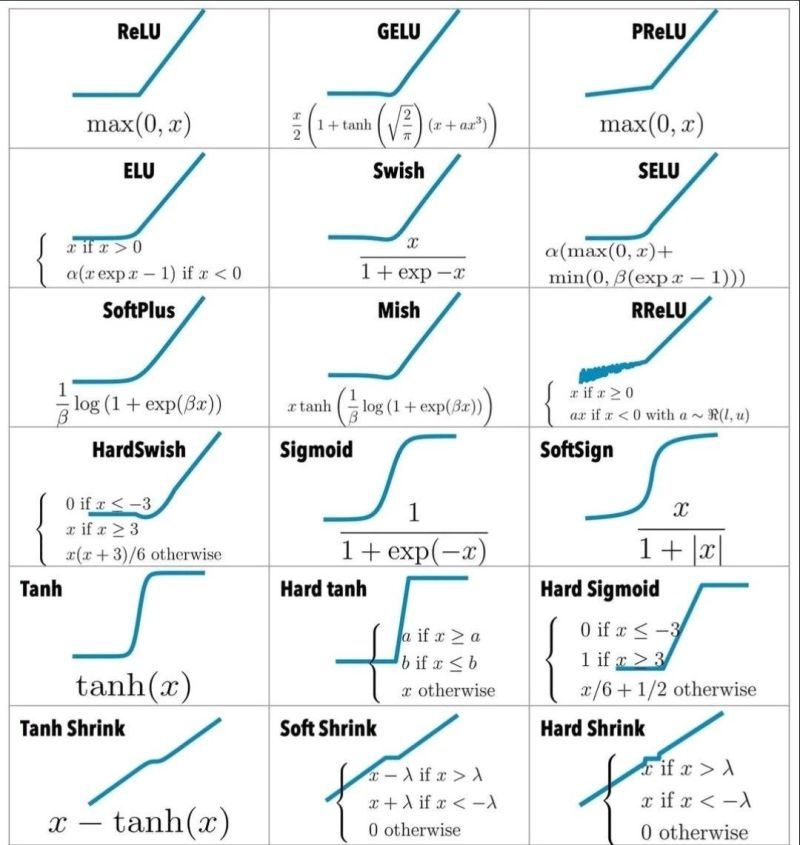 ReLU
max(0, x)
GELU
x/2 (1 + tanh (√(2/π)) (x + ax³))
PReLU
max(0, x)
ELU
{ x if x > 0
α(x exp x − 1) if x < 0
Swish
x
1 + exp −x
SELU
α(max(0, x)+
min(0, β(exp x − 1)))
SoftPlus
1/β log (1 + exp(βx))
Mish
x tanh (1/β log (1 + exp(βx)))
RReLU
{ x if x ≥ 0
ax if x < 0 with a ∼ ℜ(l, u)
HardSwish
{ 0 if x ≤ −3
x if x ≥ 3
x(x + 3)/6 otherwise
Sigmoid
1
1 + exp(−x)
SoftSign
x
1 + |x|
Tanh
tanh(x)
Hard tanh
{ a if x ≥ a
b if x ≤ b
x otherwise
Hard Sigmoid
{ 0 if x ≤ −3
1 if x ≥ 3
x/6 + 1/2 otherwise
Tanh Shrink
x − tanh(x)
Soft Shrink
{ x − λ if x > λ
x + λ if x < −λ
0 otherwise
Hard Shrink
{ x if x > λ
x if x < −λ
0 otherwise